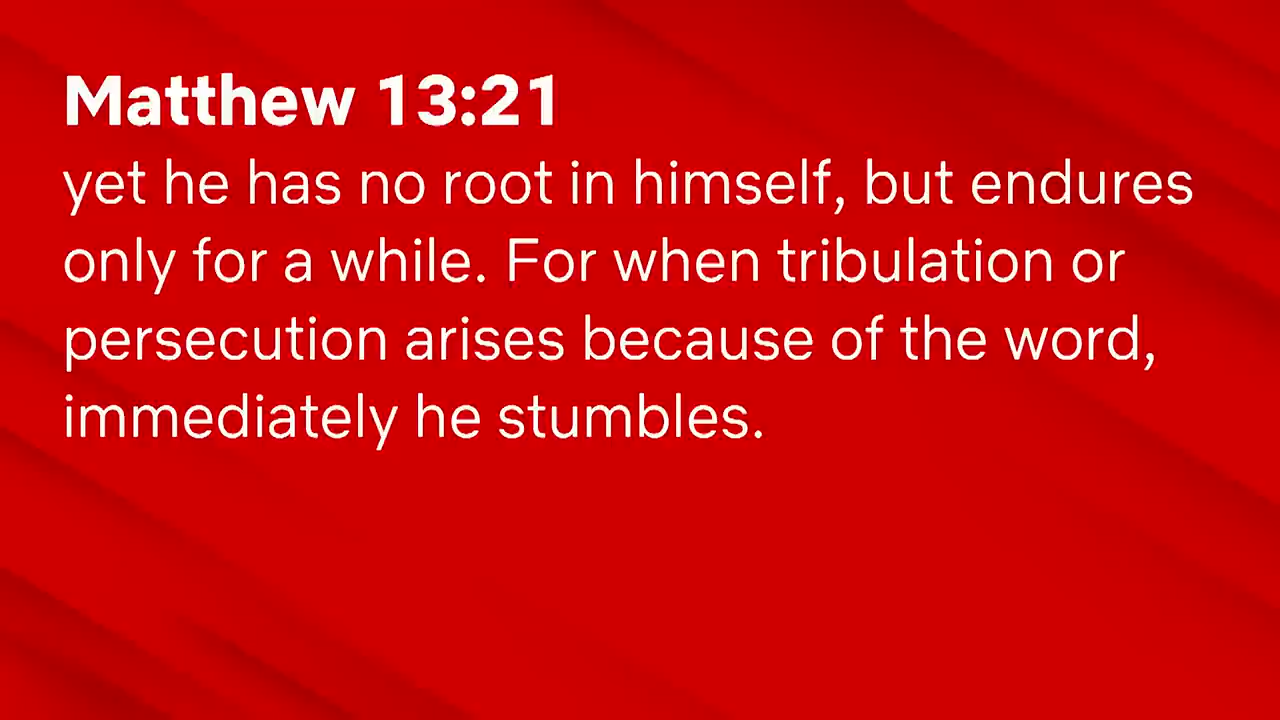 Matthew 13:21
yet he has no root in himself, but endures
only for a while. For when tribulation or
persecution arises because of the word,
immediately he stumbles.